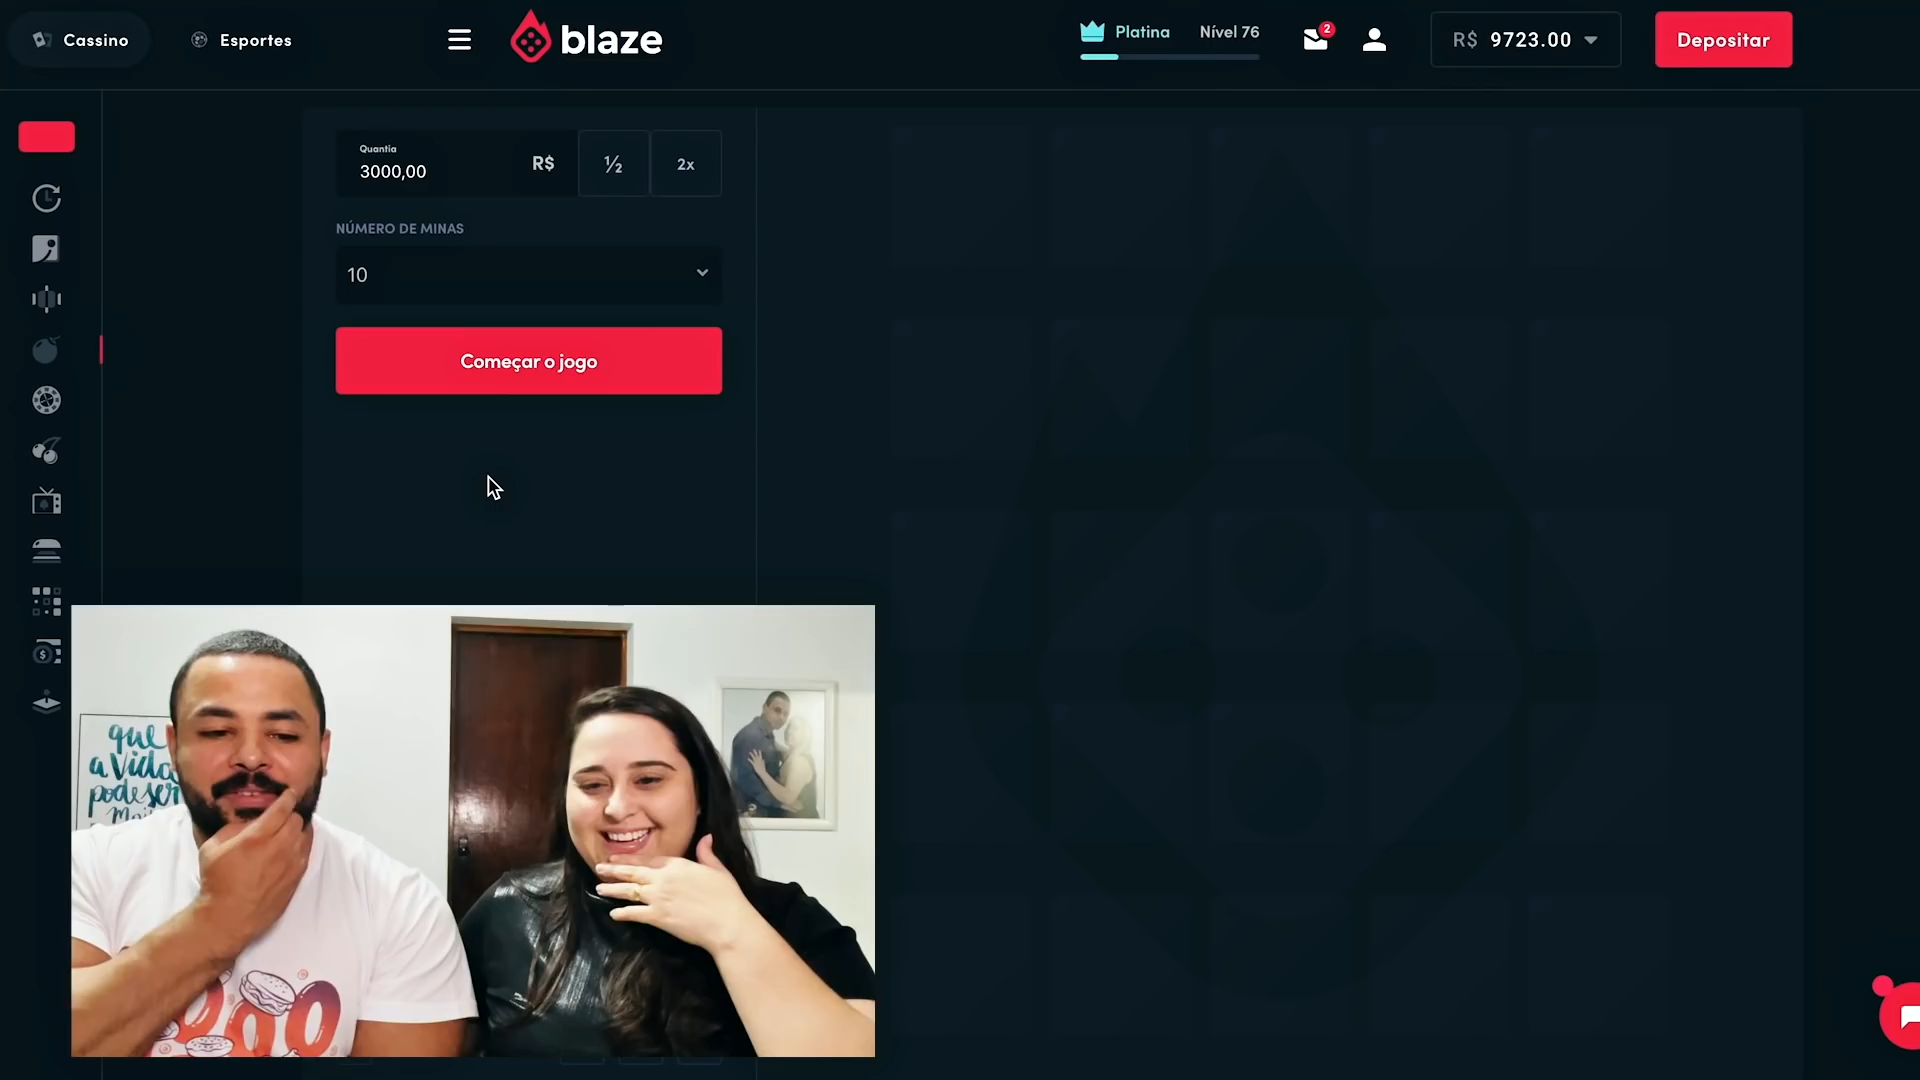 Cassino
Esportes
blaze
Platina
Nível 76
2
R$ 9723.00
Depositar
Quantia
3000,00
R$
½
2x
NÚMERO DE MINAS
10
Começar o jogo
que
a vida
pode ser